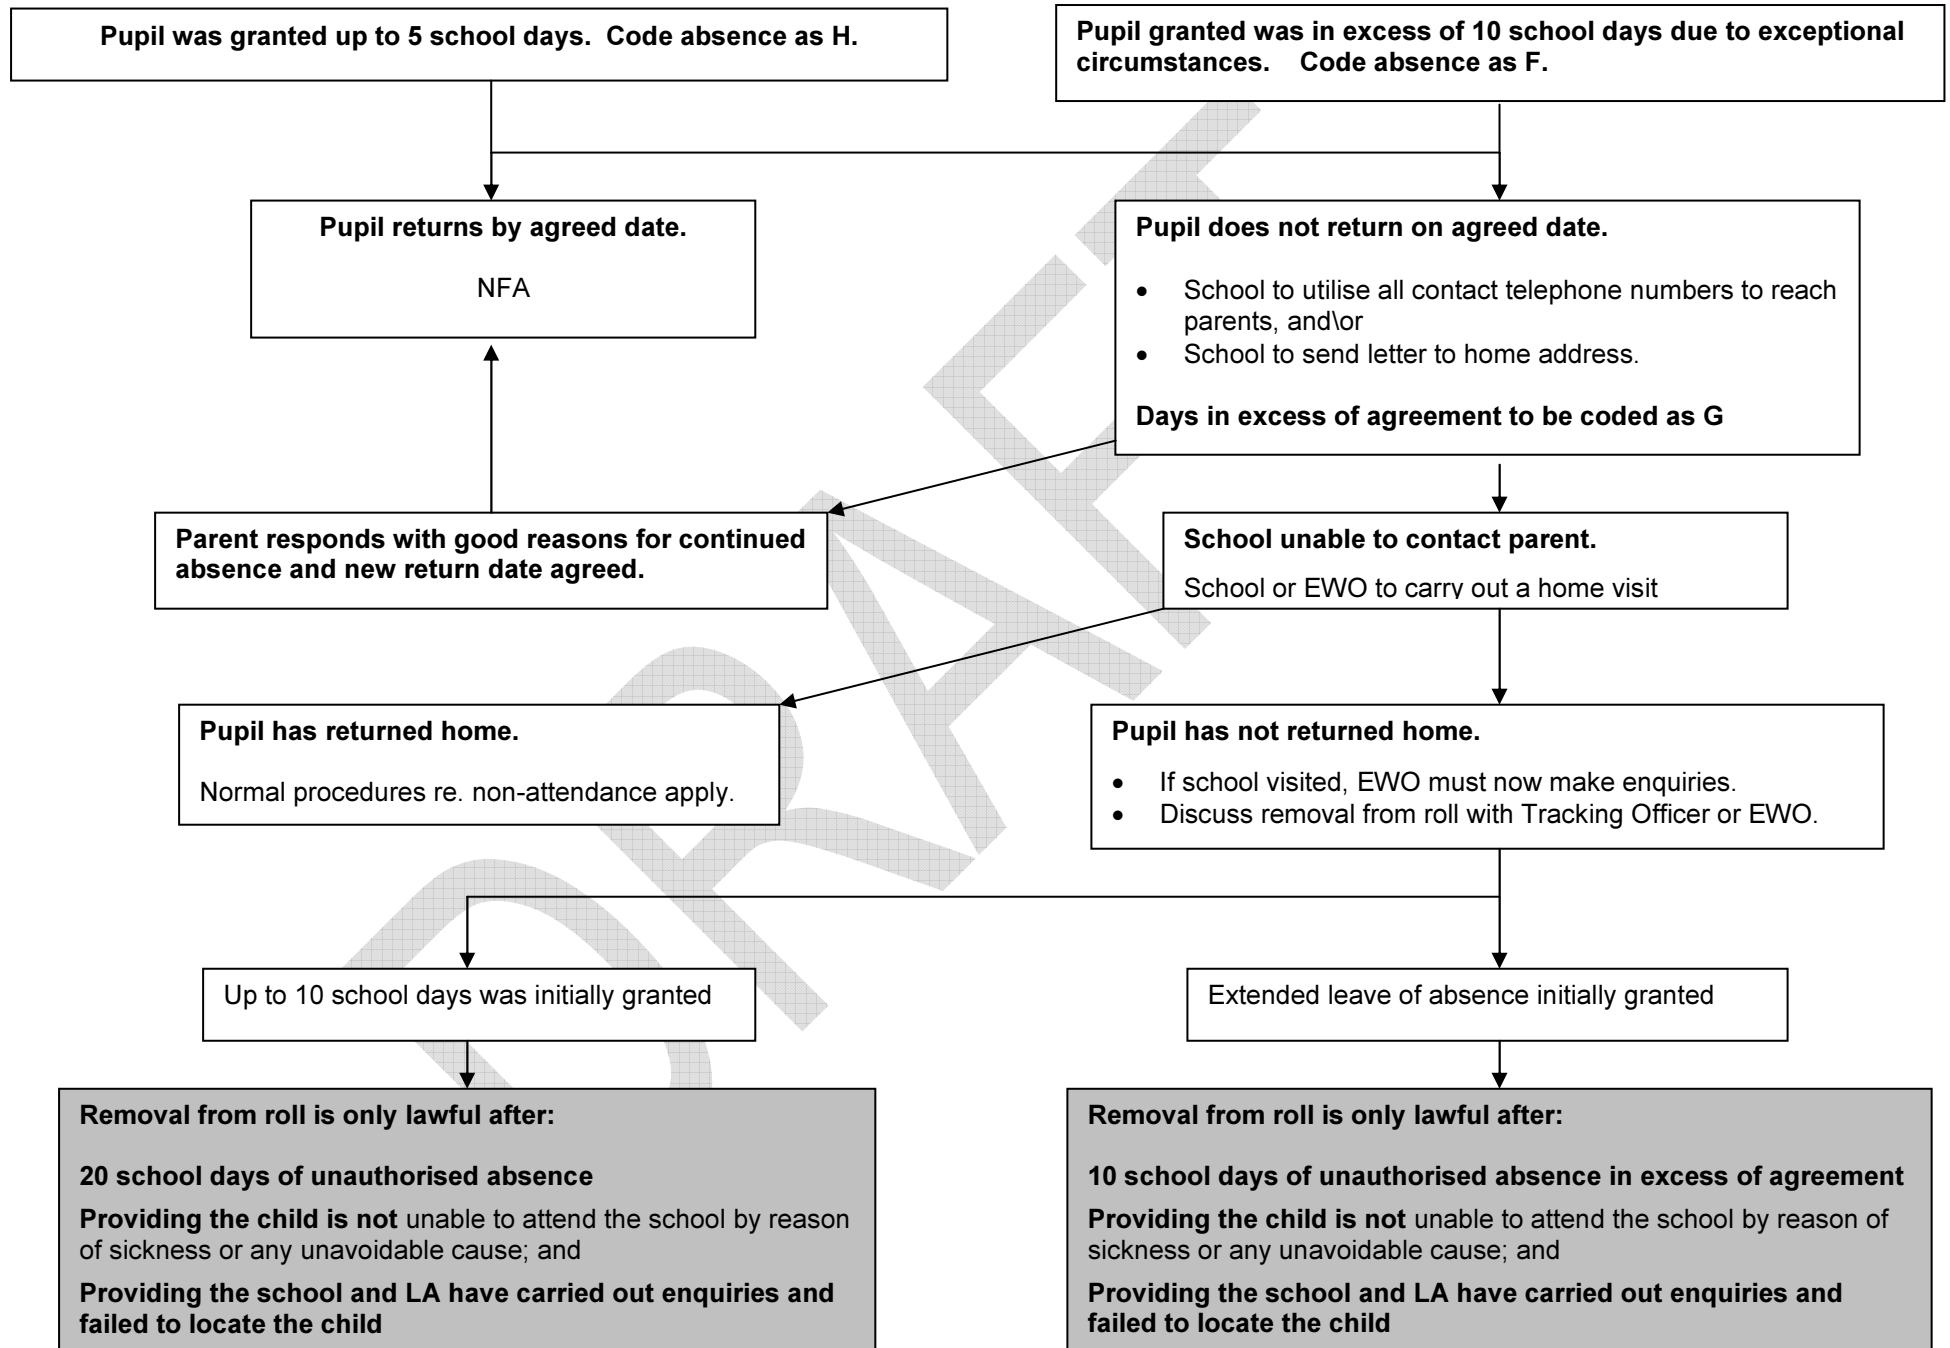 Pupil was granted up to 5 school days.  Code absence as H.
Pupil granted was in excess of 10 school days due to exceptional
circumstances.    Code absence as F.
Pupil returns by agreed date.
NFA
Pupil does not return on agreed date.
• School to utilise all contact telephone numbers to reach
parents, and\or
• School to send letter to home address.
Days in excess of agreement to be coded as G
Parent responds with good reasons for continued
absence and new return date agreed.
School unable to contact parent.
School or EWO to carry out a home visit
Pupil has returned home.
Normal procedures re. non-attendance apply.
Pupil has not returned home.
• If school visited, EWO must now make enquiries.
• Discuss removal from roll with Tracking Officer or EWO.
Up to 10 school days was initially granted
Extended leave of absence initially granted
Removal from roll is only lawful after:
20 school days of unauthorised absence
Providing the child is not unable to attend the school by reason
of sickness or any unavoidable cause; and
Providing the school and LA have carried out enquiries and
failed to locate the child
Removal from roll is only lawful after:
10 school days of unauthorised absence in excess of agreement
Providing the child is not unable to attend the school by reason of
sickness or any unavoidable cause; and
Providing the school and LA have carried out enquiries and
failed to locate the child
DRAFT